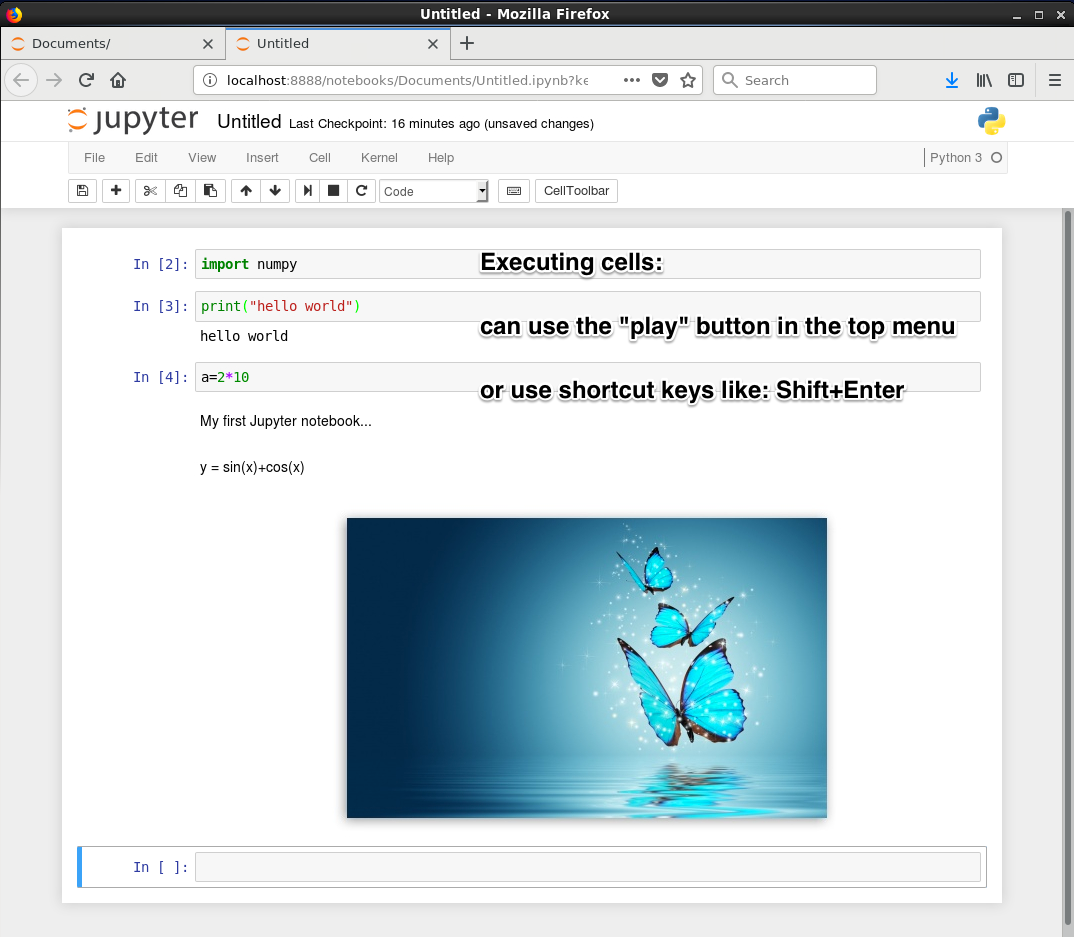 Untitled - Mozilla Firefox
Documents/
Untitled
localhost:8888/notebooks/Documents/Untitled.ipynb?ke
Search
jupyter Untitled Last Checkpoint: 16 minutes ago (unsaved changes)
File Edit View Insert Cell Kernel Help Python 3
Code CellToolbar
In [2]: import numpy
Executing cells:
In [3]: print("hello world")
can use the "play" button in the top menu
hello world
In [4]: a=2*10
or use shortcut keys like: Shift+Enter
My first Jupyter notebook...
y = sin(x)+cos(x)
In [ ]: